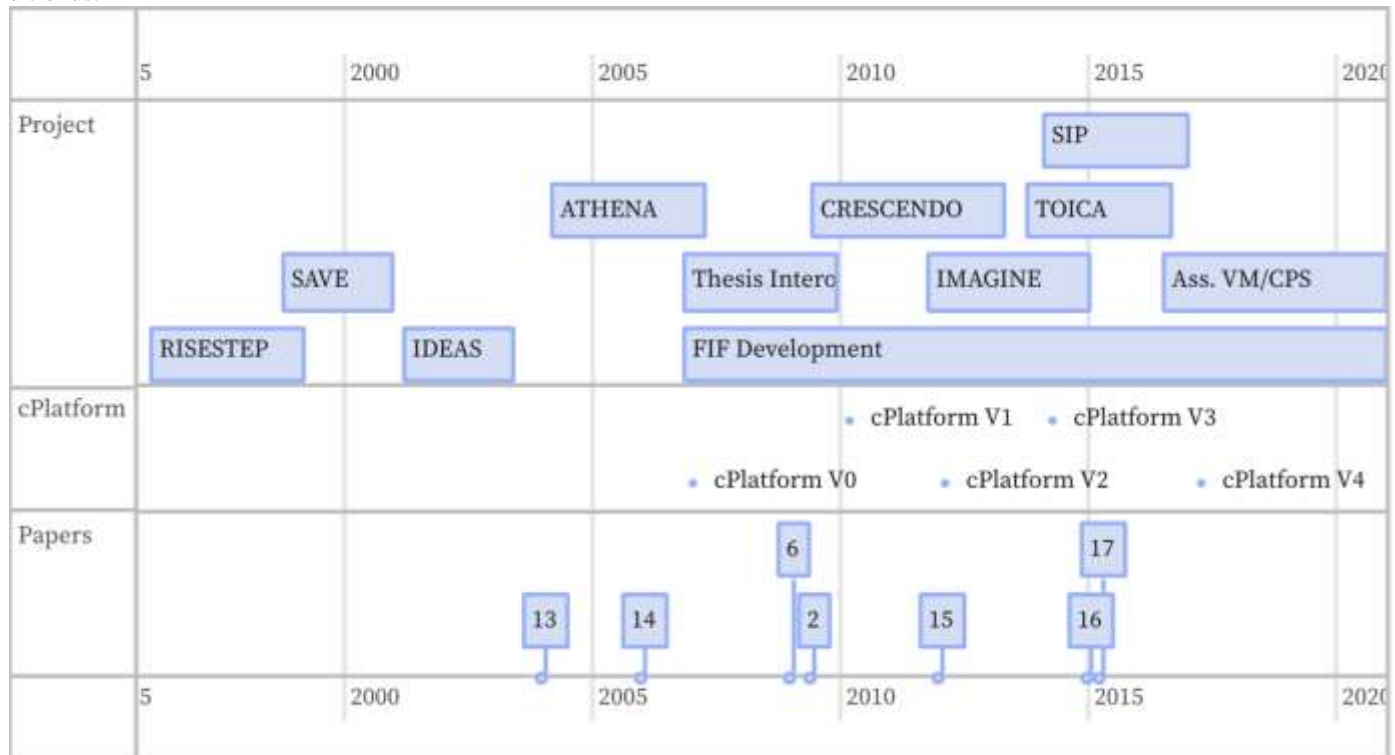 5 2000 2005 2010 2015 2020
Project
SIP
ATHENA CRESCENDO TOICA
SAVE Thesis Intero IMAGINE Ass. VM/CPS
RISESTEP IDEAS FIF Development
cPlatform
cPlatform V1 cPlatform V3
cPlatform V0 cPlatform V2 cPlatform V4
Papers
6 17
13 14 2 15 16
5 2000 2005 2010 2015 2020